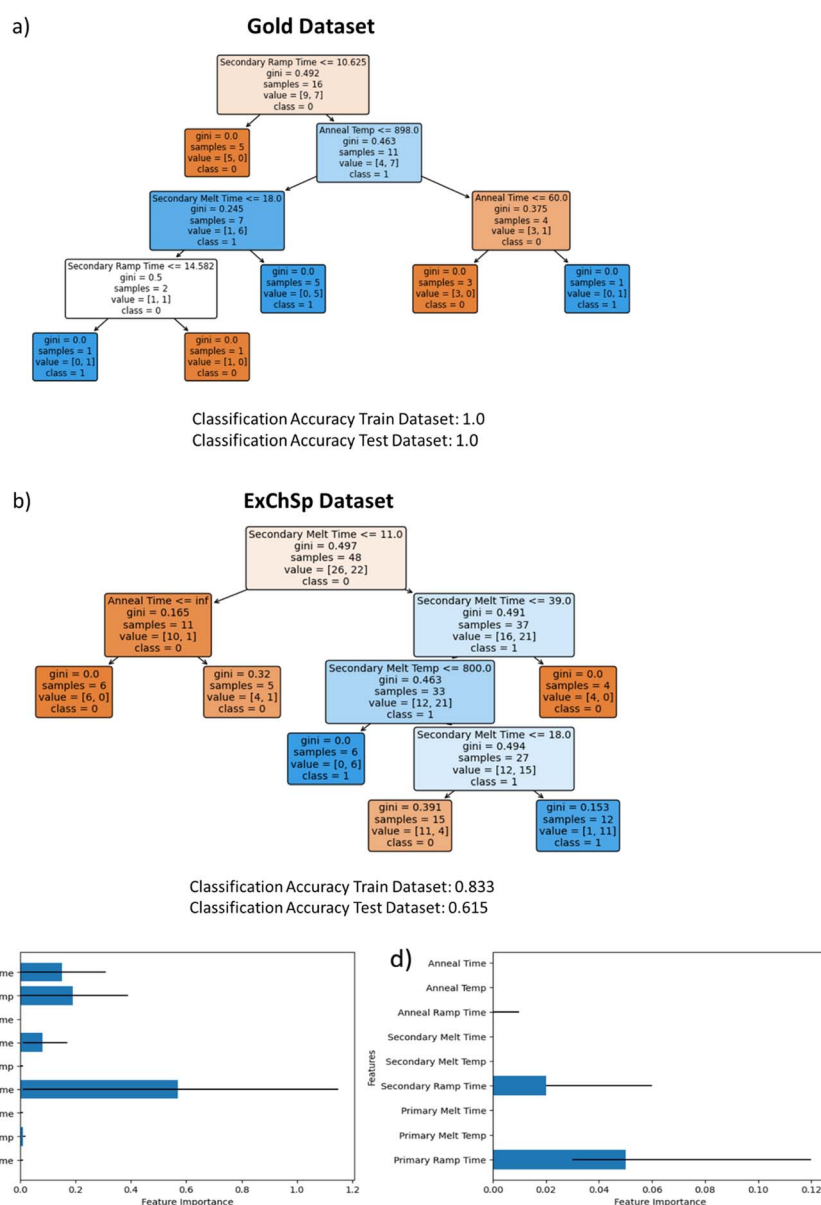 a)
Gold Dataset
Secondary Ramp Time <= 10.625
gini = 0.492
samples = 16
value = [9, 7]
class = 0
gini = 0.0
samples = 5
value = [5, 0]
class = 0
Anneal Temp <= 898.0
gini = 0.463
samples = 11
value = [4, 7]
class = 1
Secondary Melt Time <= 18.0
gini = 0.245
samples = 7
value = [1, 6]
class = 1
Anneal Time <= 60.0
gini = 0.375
samples = 4
value = [3, 1]
class = 0
Secondary Ramp Time <= 14.582
gini = 0.5
samples = 2
value = [1, 1]
class = 0
gini = 0.0
samples = 5
value = [0, 5]
class = 1
gini = 0.0
samples = 3
value = [3, 0]
class = 0
gini = 0.0
samples = 1
value = [0, 1]
class = 1
gini = 0.0
samples = 1
value = [0, 1]
class = 1
gini = 0.0
samples = 1
value = [1, 0]
class = 0
Classification Accuracy Train Dataset: 1.0
Classification Accuracy Test Dataset: 1.0
b)
ExChSp Dataset
Secondary Melt Time <= 11.0
gini = 0.497
samples = 48
value = [26, 22]
class = 0
Anneal Time <= inf
gini = 0.165
samples = 11
value = [10, 1]
class = 0
Secondary Melt Time <= 39.0
gini = 0.491
samples = 37
value = [16, 21]
class = 1
gini = 0.0
samples = 6
value = [6, 0]
class = 0
gini = 0.32
samples = 5
value = [4, 1]
class = 0
Secondary Melt Temp <= 800.0
gini = 0.463
samples = 33
value = [12, 21]
class = 1
gini = 0.0
samples = 4
value = [4, 0]
class = 0
gini = 0.0
samples = 6
value = [0, 6]
class = 1
Secondary Melt Time <= 18.0
gini = 0.494
samples = 27
value = [12, 15]
class = 1
gini = 0.391
samples = 15
value = [11, 4]
class = 0
gini = 0.153
samples = 12
value = [1, 11]
class = 1
Classification Accuracy Train Dataset: 0.833
Classification Accuracy Test Dataset: 0.615
ime
mp
ime
ime
mp
ime
ime
mp
ime
0.0 0.2 0.4 0.6 0.8 1.0 1.2
Feature Importance
d)
Features
Anneal Time
Anneal Temp
Anneal Ramp Time
Secondary Melt Time
Secondary Melt Temp
Secondary Ramp Time
Primary Melt Time
Primary Melt Temp
Primary Ramp Time
0.00 0.02 0.04 0.06 0.08 0.10 0.12
Feature Importance